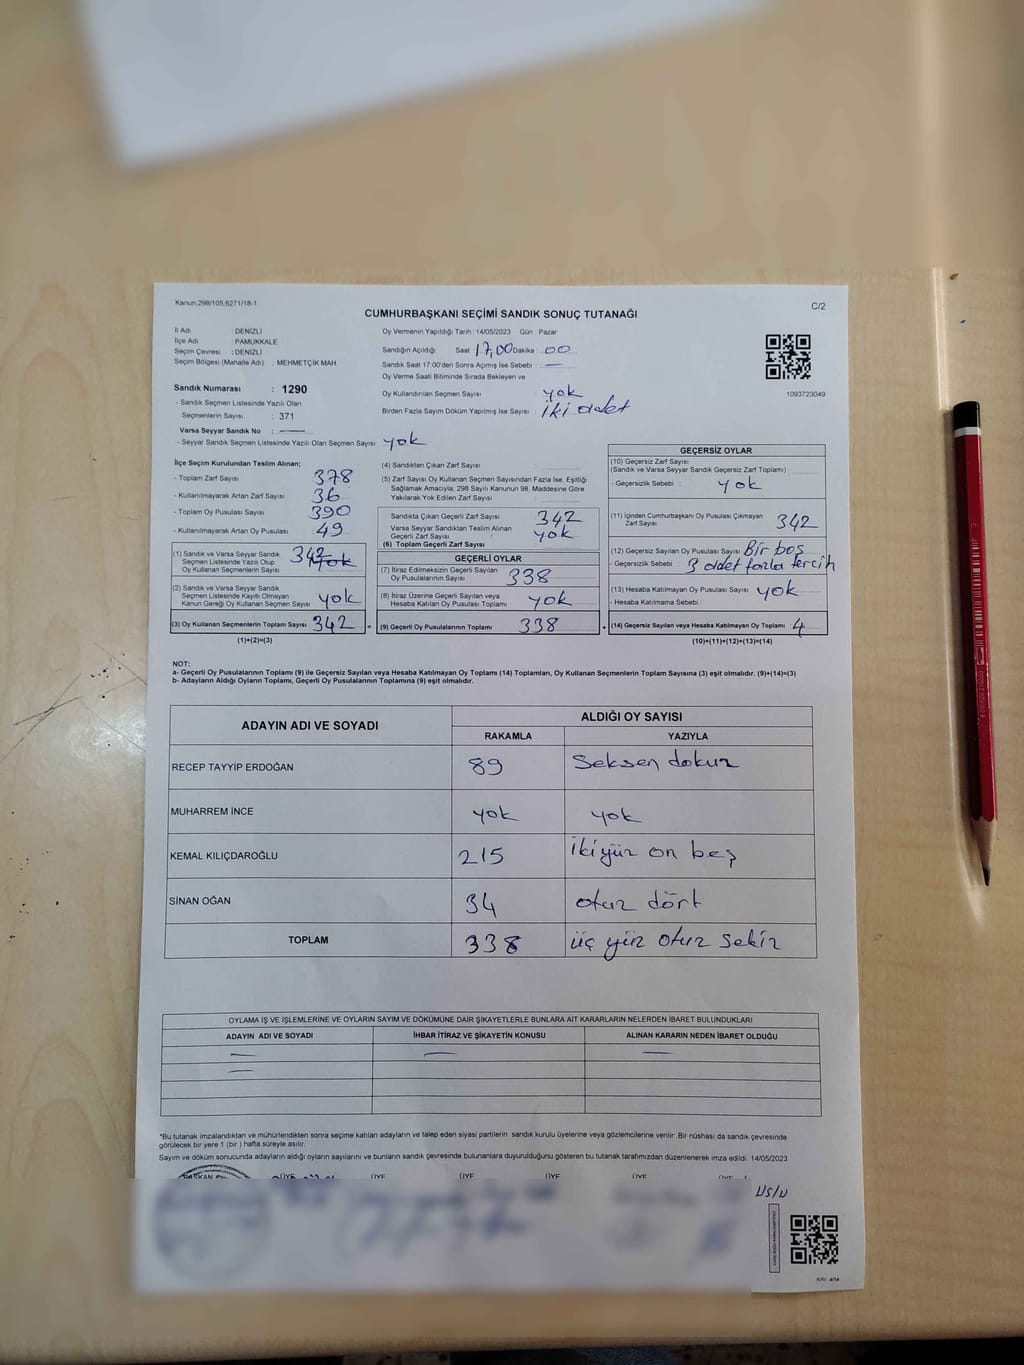 Kanun:298/105,6271/18-1
C/2
CUMHURBAŞKANI SEÇİMİ SANDIK SONUÇ TUTANAĞI
İl Adı : DENİZLİ
İlçe Adı : PAMUKKALE
Seçim Çevresi : DENİZLİ
Seçim Bölgesi (Mahalle Adı) : MEHMETÇİK MAH.
Sandık Numarası : 1290
- Sandık Seçmen Listesinde Yazılı Olan
Seçmenlerin Sayısı : 371
Varsa Seyyar Sandık No : —
- Seyyar Sandık Seçmen Listesinde Yazılı Olan Seçmen Sayısı: yok
Oy Vermenin Yapıldığı Tarih : 14/05/2023 Gün : Pazar
Sandığın Açıldığı Saat 17,00 Dakika : 00
Sandık Saat 17:00'den Sonra Açılmış İse Sebebi : —
Oy Verme Saati Bitiminde Sırada Bekleyen ve
Oy Kullandırılan Seçmen Sayısı : yok
Birden Fazla Sayım Döküm Yapılmış İse Sayısı : iki adet
1093723049
İlçe Seçim Kurulundan Teslim Alınan;
- Toplam Zarf Sayısı 378
- Kullanılmayarak Artan Zarf Sayısı : 36
- Toplam Oy Pusulası Sayısı 390
- Kullanılmayarak Artan Oy Pusulası : 49
(1) Sandık ve Varsa Seyyar Sandık
Seçmen Listesinde Yazılı Olup
Oy Kullanan Seçmenlerin Sayısı 342 yok
(2) Sandık ve Varsa Seyyar Sandık
Seçmen Listesinde Kayıtlı Olmayan
Kanun Gereği Oy Kullanan Seçmen Sayısı yok
(3) Oy Kullanan Seçmenlerin Toplam Sayısı 342 =
(1)+(2)=(3)
(4) Sandıktan Çıkan Zarf Sayısı
(5) Zarf Sayısı Oy Kullanan Seçmen Sayısından Fazla İse, Eşitliği
Sağlamak Amacıyla; 298 Sayılı Kanunun 98. Maddesine Göre
Yakılarak Yok Edilen Zarf Sayısı :
Sandıkta Çıkan Geçerli Zarf Sayısı 342
Varsa Seyyar Sandıktan Teslim Alınan
Geçerli Zarf Sayısı : yok
(6) Toplam Geçerli Zarf Sayısı
GEÇERLİ OYLAR
(7) İtiraz Edilmeksizin Geçerli Sayılan
Oy Pusulalarının Sayısı 338
(8) İtiraz Üzerine Geçerli Sayılan veya
Hesaba Katılan Oy Pusulası Toplamı yok
(9) Geçerli Oy Pusulalarının Toplamı 338 +
GEÇERSİZ OYLAR
(10) Geçersiz Zarf Sayısı
(Sandık ve Varsa Seyyar Sandık Geçersiz Zarf Toplamı) :
- Geçersizlik Sebebi : yok
(11) İçinden Cumhurbaşkanı Oy Pusulası Çıkmayan
Zarf Sayısı 342
(12) Geçersiz Sayılan Oy Pusulası Sayısı Bir boş
- Geçersizlik Sebebi : 3 adet fazla tercih
(13) Hesaba Katılmayan Oy Pusulası Sayısı : yok
- Hesaba Katılmama Sebebi :
(14) Geçersiz Sayılan veya Hesaba Katılmayan Oy Toplamı 4
(10)+(11)+(12)+(13)=(14)
NOT:
a- Geçerli Oy Pusulalarının Toplamı (9) ile Geçersiz Sayılan veya Hesaba Katılmayan Oy Toplamı (14) Toplamları, Oy Kullanan Seçmenlerin Toplam Sayısına (3) eşit olmalıdır. (9)+(14)=(3)
b- Adayların Aldığı Oyların Toplamı, Geçerli Oy Pusulalarının Toplamına (9) eşit olmalıdır.
ADAYIN ADI VE SOYADI ALDIĞI OY SAYISI
RAKAMLA YAZIYLA
RECEP TAYYİP ERDOĞAN 89 Seksen dokuz
MUHARREM İNCE yok yok
KEMAL KILIÇDAROĞLU 215 ikiyüz on beş
SİNAN OĞAN 34 otuz dört
TOPLAM 338 üç yüz otuz sekiz
OYLAMA İŞ VE İŞLEMLERİNE VE OYLARIN SAYIM VE DÖKÜMÜNE DAİR ŞİKAYETLERLE BUNLARA AİT KARARLARIN NELERDEN İBARET BULUNDUKLARI
ADAYIN ADI VE SOYADI İHBAR İTİRAZ VE ŞİKAYETİN KONUSU ALINAN KARARIN NEDEN İBARET OLDUĞU
— — —
—
*Bu tutanak imzalandıktan ve mühürlendikten sonra seçime katılan adayların ve talep eden siyasi partilerin sandık kurulu üyelerine veya gözlemcilerine verilir. Bir nüshası da sandık çevresinde
görülecek bir yere 1 (bir ) hafta süreyle asılır.
Sayım ve döküm sonucunda adayların aldığı oyların sayılarını ve bunların sandık çevresinde bulunanlara duyurulduğunu gösteren bu tutanak tarafımızdan düzenlenerek imza edildi. 14/05/2023
BAŞKAN ÜYE ÜYE ÜYE ÜYE ÜYE ÜYE